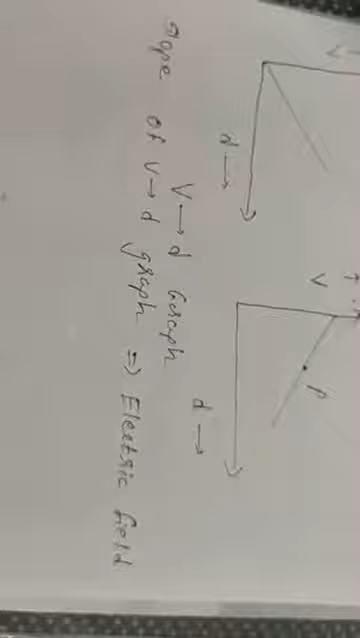 V
d →
V
P
d →
V → d Graph
slope of V → d graph ⇒ Electric field